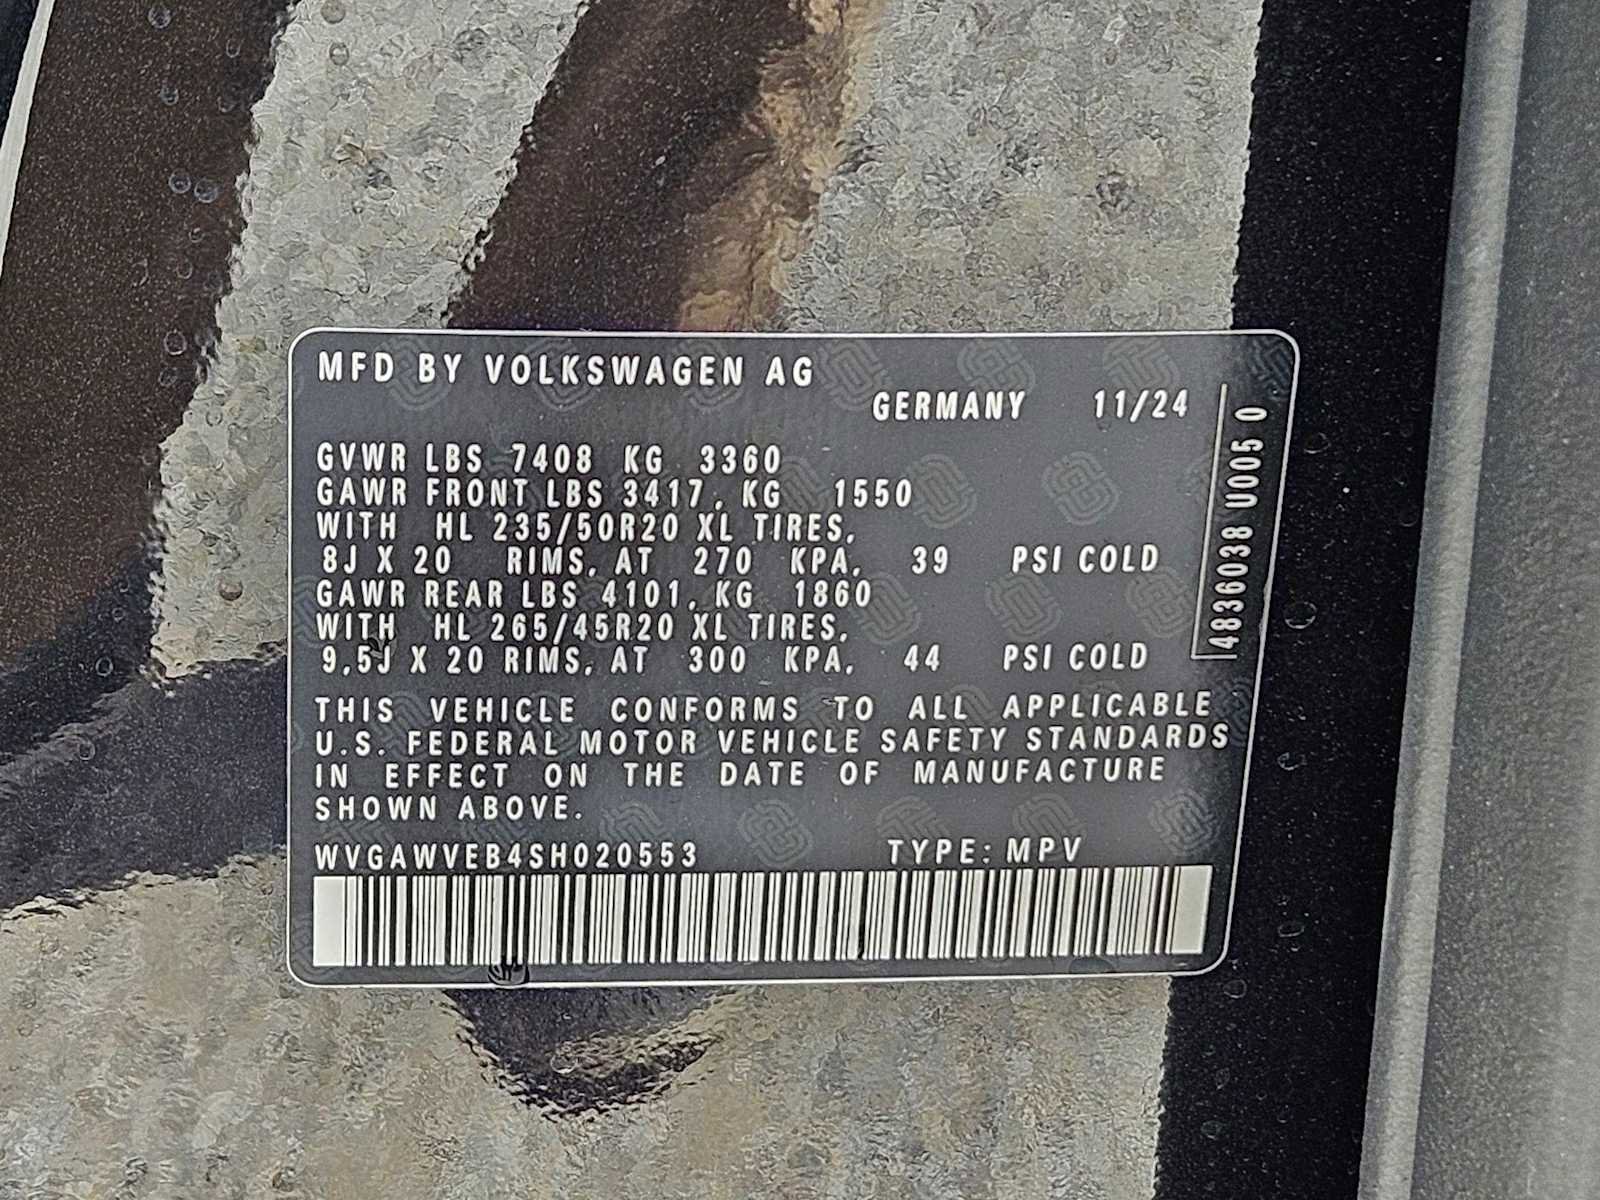 MFD BY VOLKSWAGEN AG
GERMANY 11/24
GVWR LBS 7408 KG 3360
GAWR FRONT LBS 3417, KG 1550
WITH HL 235/50R20 XL TIRES,
8J X 20 RIMS, AT 270 KPA, 39 PSI COLD
GAWR REAR LBS 4101, KG 1860
WITH HL 265/45R20 XL TIRES,
9,5J X 20 RIMS, AT 300 KPA, 44 PSI COLD
THIS VEHICLE CONFORMS TO ALL APPLICABLE
U.S. FEDERAL MOTOR VEHICLE SAFETY STANDARDS
IN EFFECT ON THE DATE OF MANUFACTURE
SHOWN ABOVE.
WVGAWVEB4SH020553 TYPE: MPV
4836038 U005 0